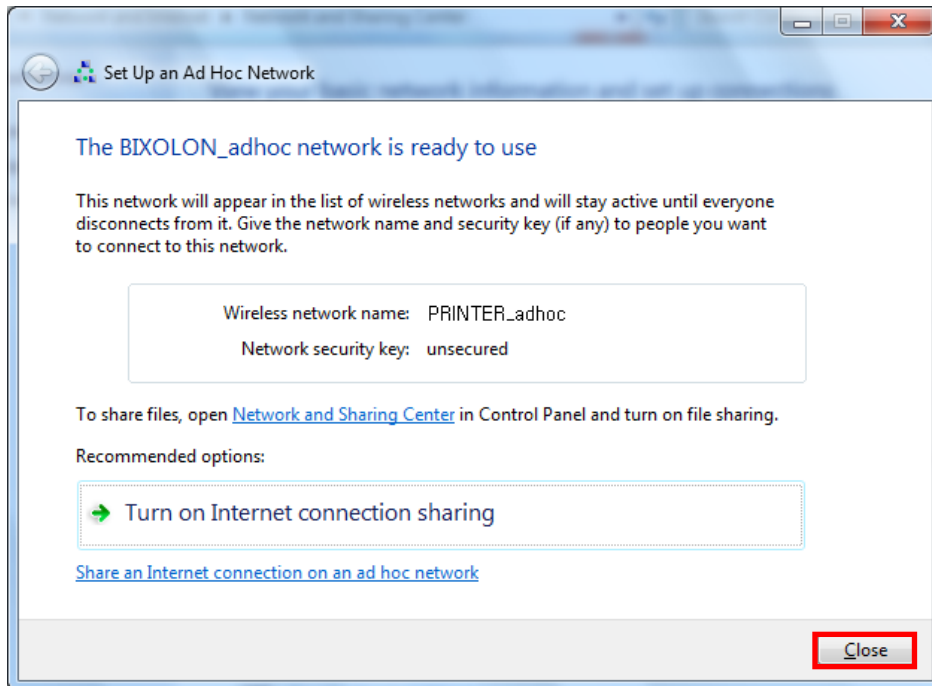 Set Up an Ad Hoc Network
The BIXOLON_adhoc network is ready to use
This network will appear in the list of wireless networks and will stay active until everyone
disconnects from it. Give the network name and security key (if any) to people you want
to connect to this network.
Wireless network name: PRINTER_adhoc
Network security key: unsecured
To share files, open Network and Sharing Center in Control Panel and turn on file sharing.
Recommended options:
Turn on Internet connection sharing
Share an Internet connection on an ad hoc network
Close